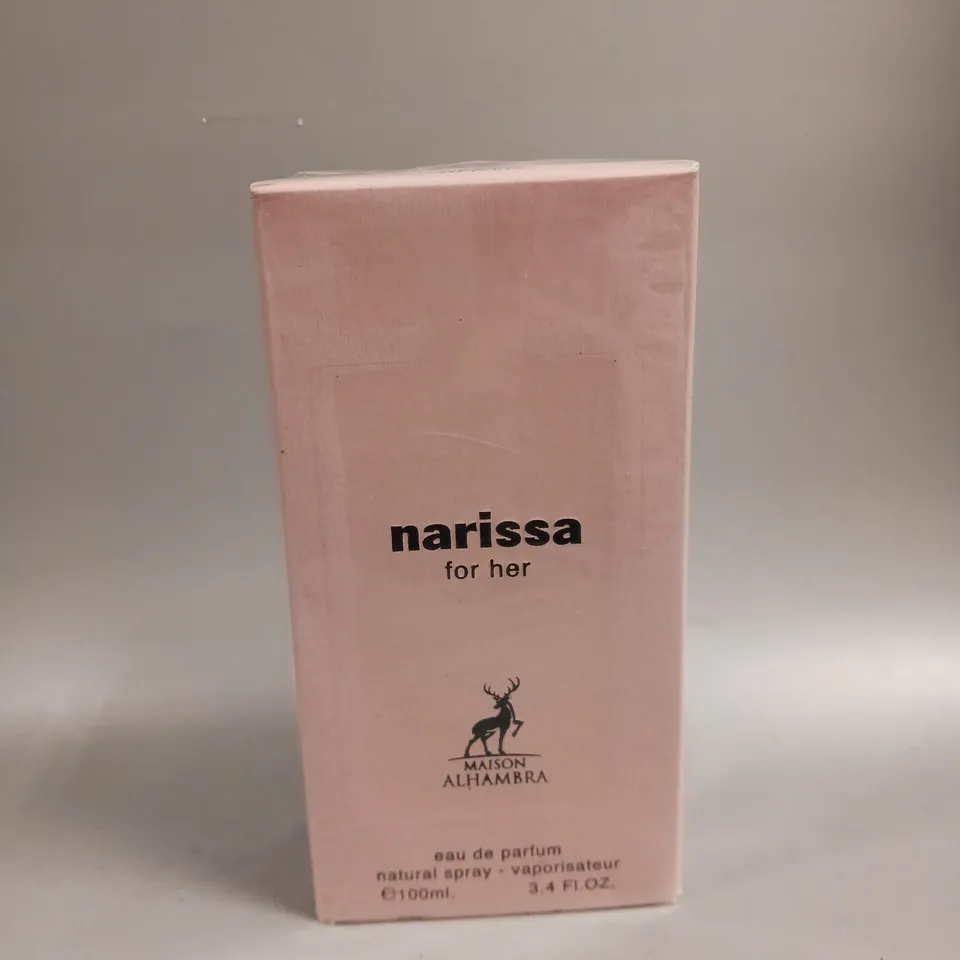 narissa
for her
MAISON
ALHAMBRA
eau de parfum
natural spray - vaporisateur
℮100ml. 3.4 Fl.OZ.